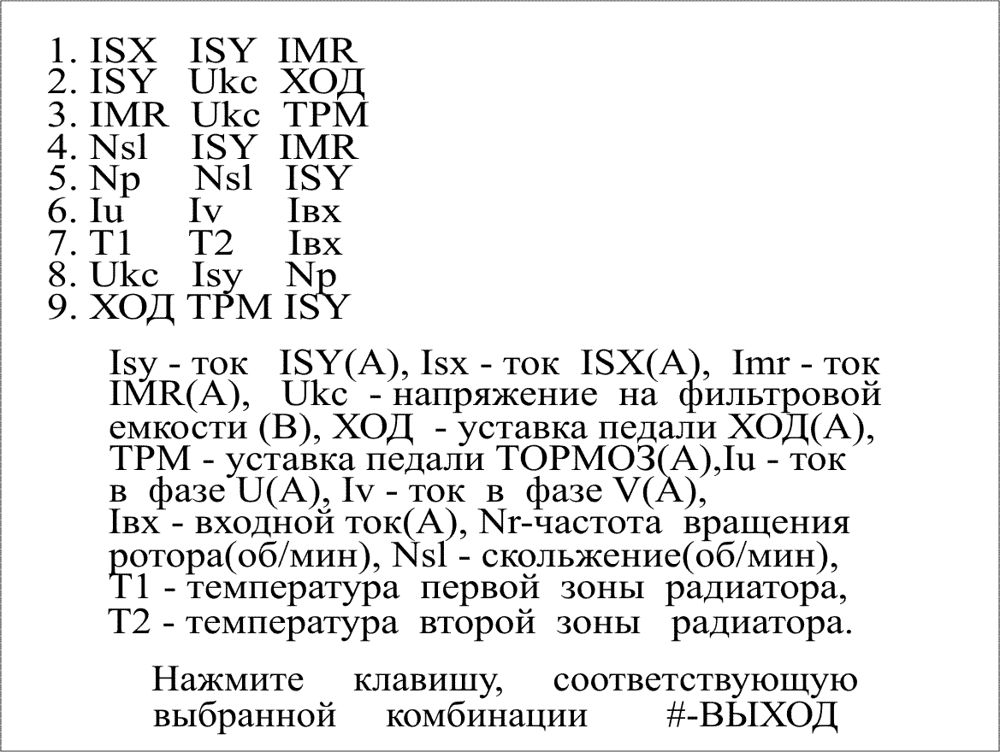 1. ISX ISY IMR
2. ISY Ukc ХОД
3. IMR Ukc ТРМ
4. Nsl ISY IMR
5. Np Nsl ISY
6. Iu Iv Iвх
7. T1 T2 Iвх
8. Ukc Isy Np
9. ХОД ТРМ ISY
Isy - ток ISY(A), Isx - ток ISX(A), Imr - ток
IMR(A), Ukc - напряжение на фильтровой
емкости (В), ХОД - уставка педали ХОД(А),
ТРМ - уставка педали ТОРМОЗ(А),Iu - ток
в фазе U(A), Iv - ток в фазе V(A),
Iвх - входной ток(А), Nr-частота вращения
ротора(об/мин), Nsl - скольжение(об/мин),
T1 - температура первой зоны радиатора,
T2 - температура второй зоны радиатора.
Нажмите клавишу, соответствующую
выбранной комбинации #-ВЫХОД